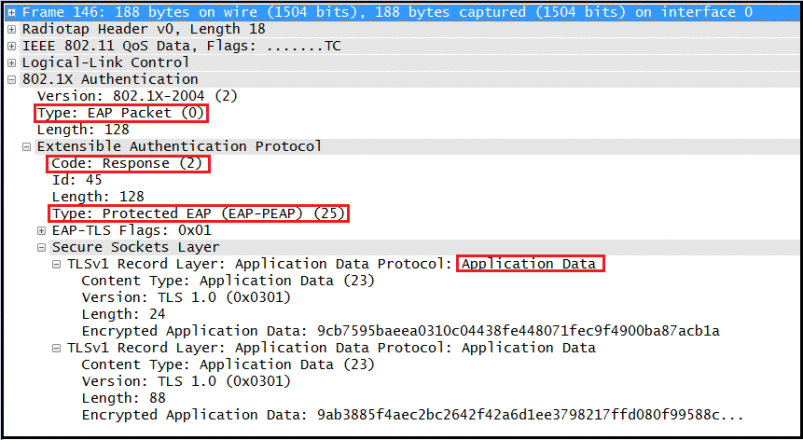 Frame 146: 188 bytes on wire (1504 bits), 188 bytes captured (1504 bits) on interface 0
Radiotap Header v0, Length 18
IEEE 802.11 QoS Data, Flags: .......TC
Logical-Link Control
802.1X Authentication
Version: 802.1X-2004 (2)
Type: EAP Packet (0)
Length: 128
Extensible Authentication Protocol
Code: Response (2)
Id: 45
Length: 128
Type: Protected EAP (EAP-PEAP) (25)
EAP-TLS Flags: 0x01
Secure Sockets Layer
TLSv1 Record Layer: Application Data Protocol: Application Data
Content Type: Application Data (23)
Version: TLS 1.0 (0x0301)
Length: 24
Encrypted Application Data: 9cb7595baeea0310c04438fe448071fec9f4900ba87acb1a
TLSv1 Record Layer: Application Data Protocol: Application Data
Content Type: Application Data (23)
Version: TLS 1.0 (0x0301)
Length: 88
Encrypted Application Data: 9ab3885f4aec2bc2642f42a6d1ee3798217ffd080f99588c...